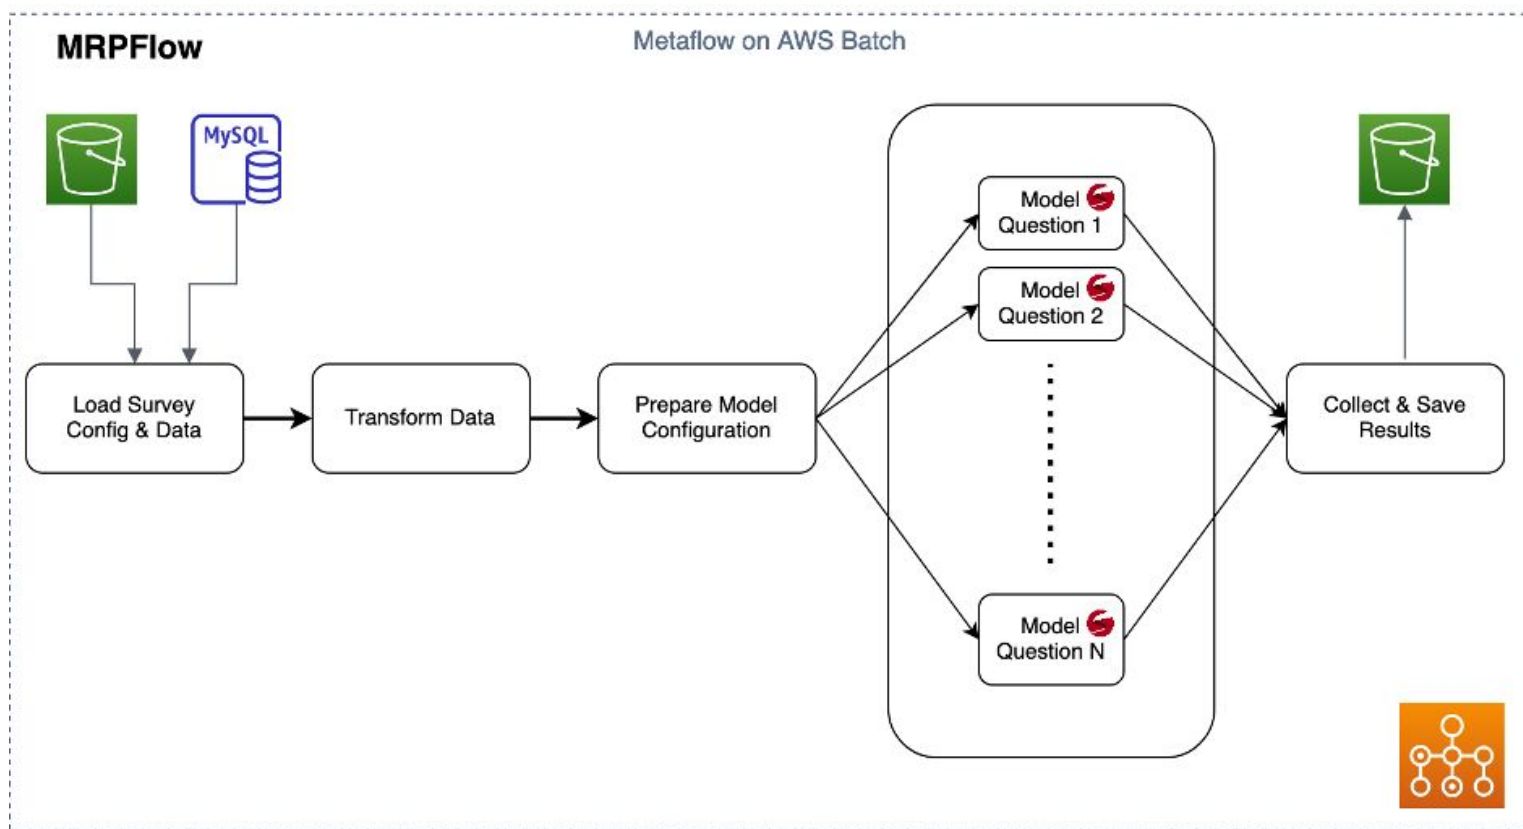 MRPFlow
Metaflow on AWS Batch
MySQL
Model
Question 1
Model
Question 2
Load Survey
Config & Data
Transform Data
Prepare Model
Configuration
Collect & Save
Results
Model
Question N